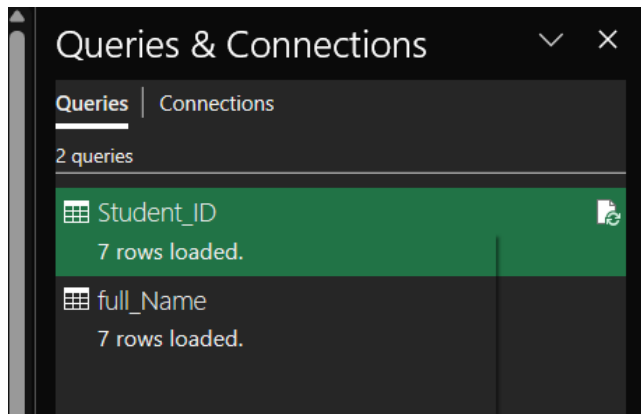 Queries & Connections
Queries | Connections
2 queries
Student_ID
7 rows loaded.
full_Name
7 rows loaded.